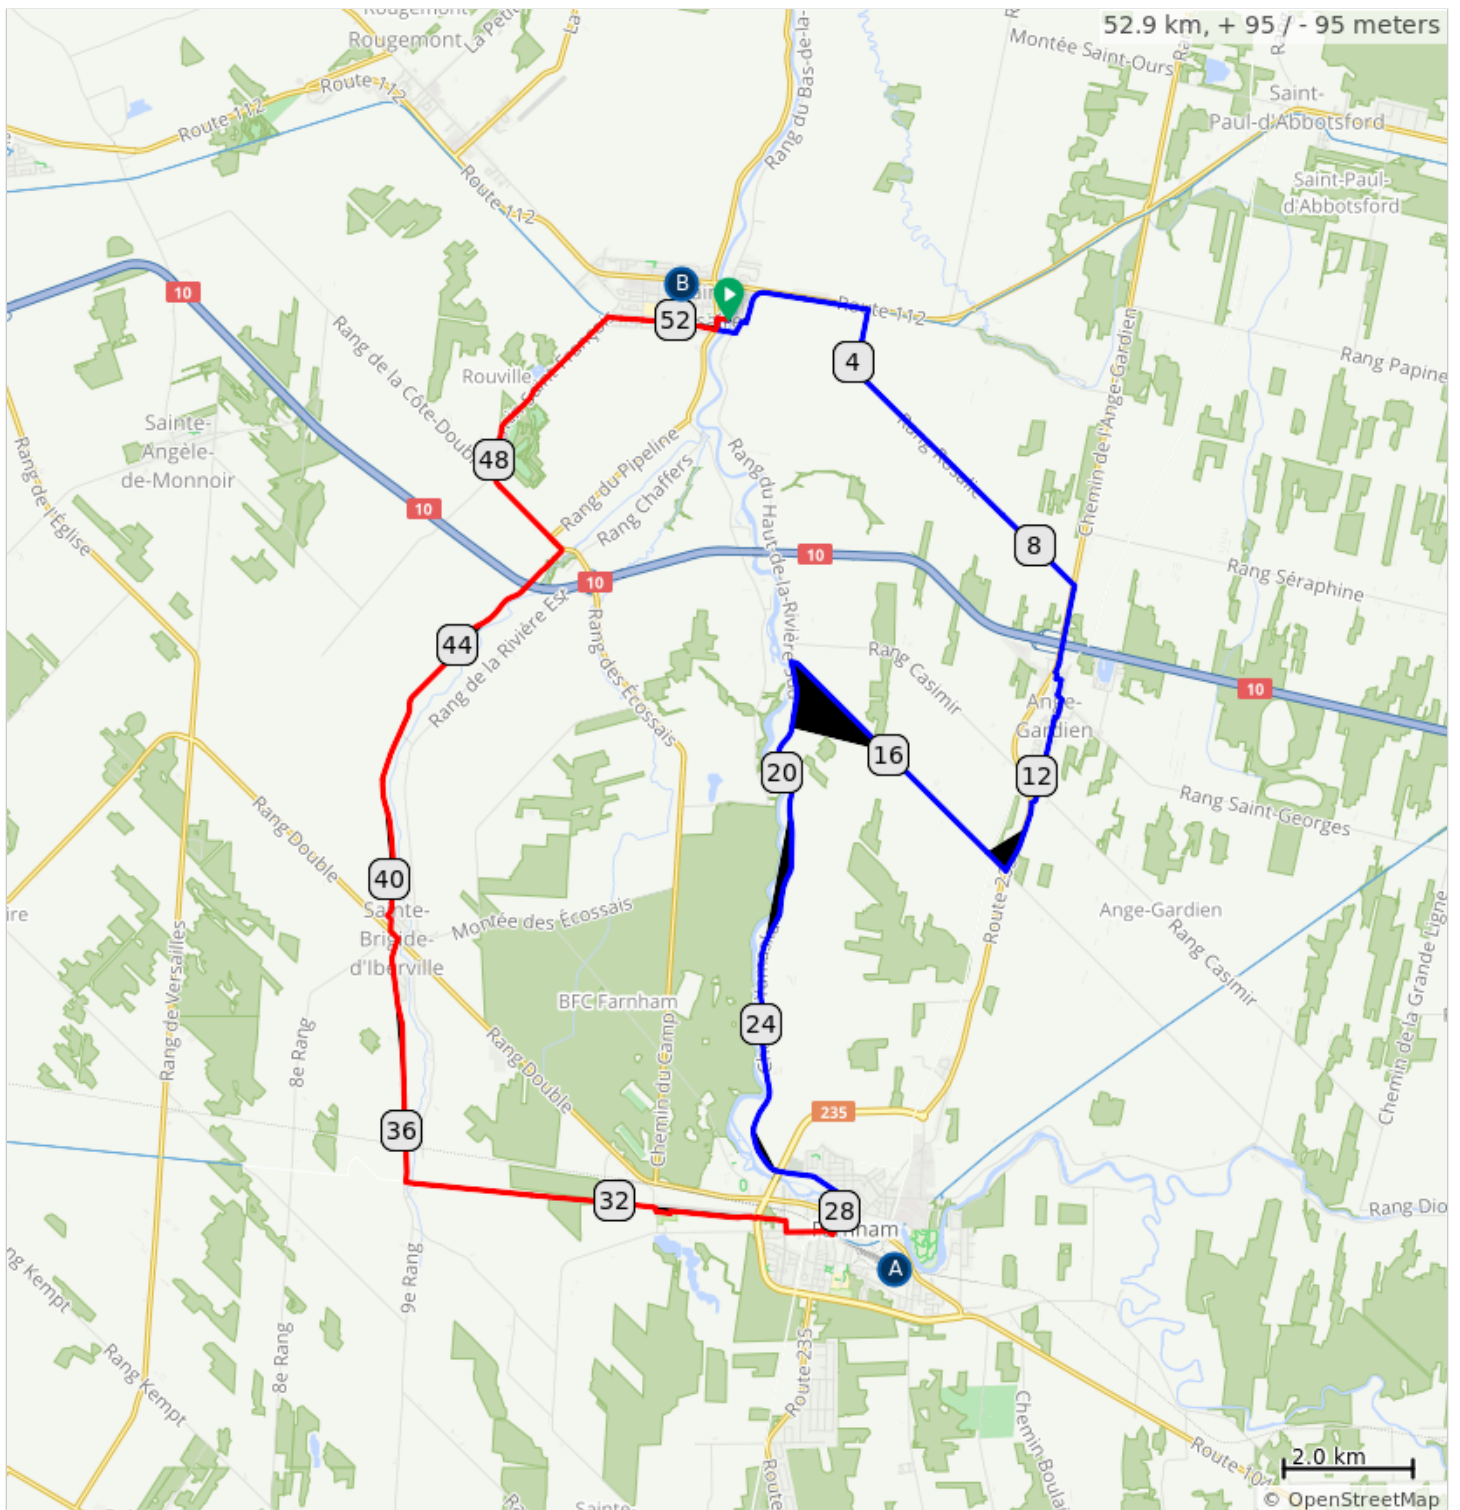 52.9 km, + 95 / - 95 meters
Rougemont
Rougemont
Route 112
Route 112
Route 112
Route 112
Rang du Bas-de-la-
Montée Saint-Ours
Saint-
Paul-d'Abbotsford
Saint-Paul-
d'Abbotsford
10
B
52
4
Rang de la Côte-Double
Rouville
Rang Papine
Chemin de l'Ange-Gardien
Sainte-
Angèle-
de-Monnoir
Rang de l'Église
48
Rang Rosalie
Rang du Pipeline
Rang Chaffers
Rang du Haut-de-la-Rivière Sud
10
10
10
8
Rang Séraphine
44
Rang de la Rivière Est
Rang des Écossais
Rang Casimir
10
Ange-
Gardien
16
20
12
Rang Saint-Georges
Rang Double
40
Sainte-
Brigide-
d'Iberville
Montée des Écossais
Route 235
Ange-Gardien
Rang Casimir
Rang de Versailles
BFC Farnham
24
8e Rang
Rang Double
Chemin du Camp
Chemin de la Grande Ligne
235
36
32
28
Farnham
Rang Dio
A
9e Rang
ng Kempt
Rang Kempt
8e Rang
Route 235
Route
Chemin Boulai
Route 104
2.0 km
Sainte-
© OpenStreetMap